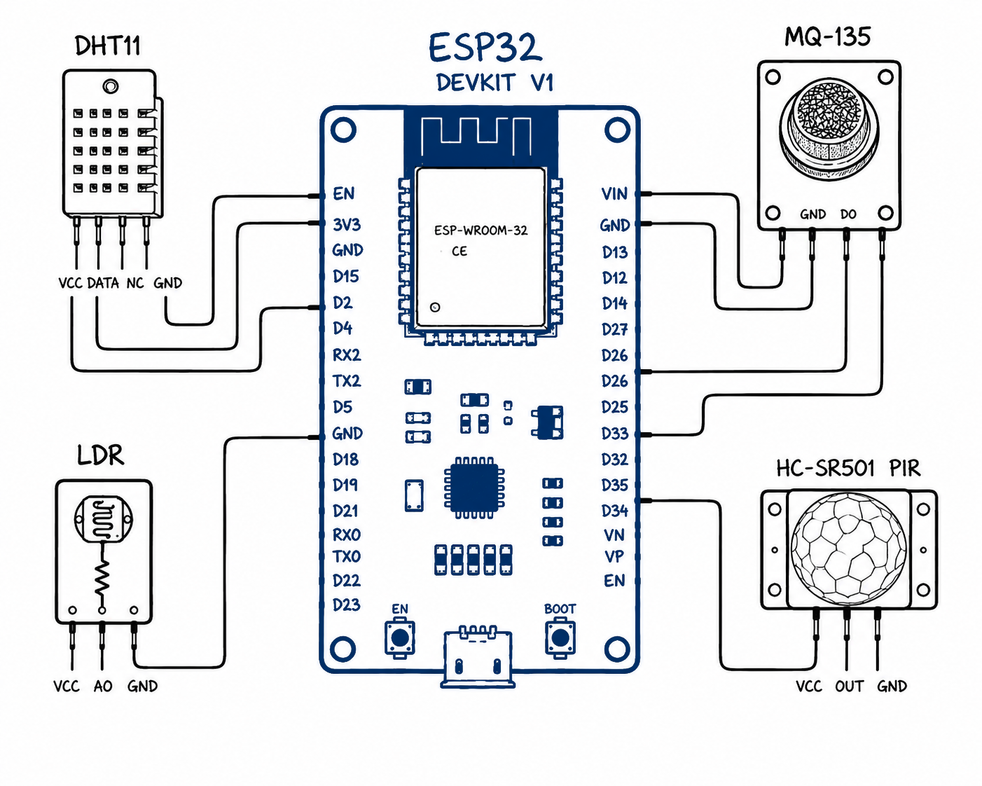 DHT11
ESP32
DEVKIT V1
MQ-135
GND DO
VCC DATA NC GND
EN
3V3
GND
D15
D2
D4
RX2
TX2
D5
GND
D18
D19
D21
RX0
TX0
D22
D23
ESP-WROOM-32
CE
VIN
GND
D13
D12
D14
D27
D26
D26
D25
D33
D32
D35
D34
VN
VP
EN
EN
BOOT
LDR
VCC AO GND
HC-SR501 PIR
VCC OUT GND